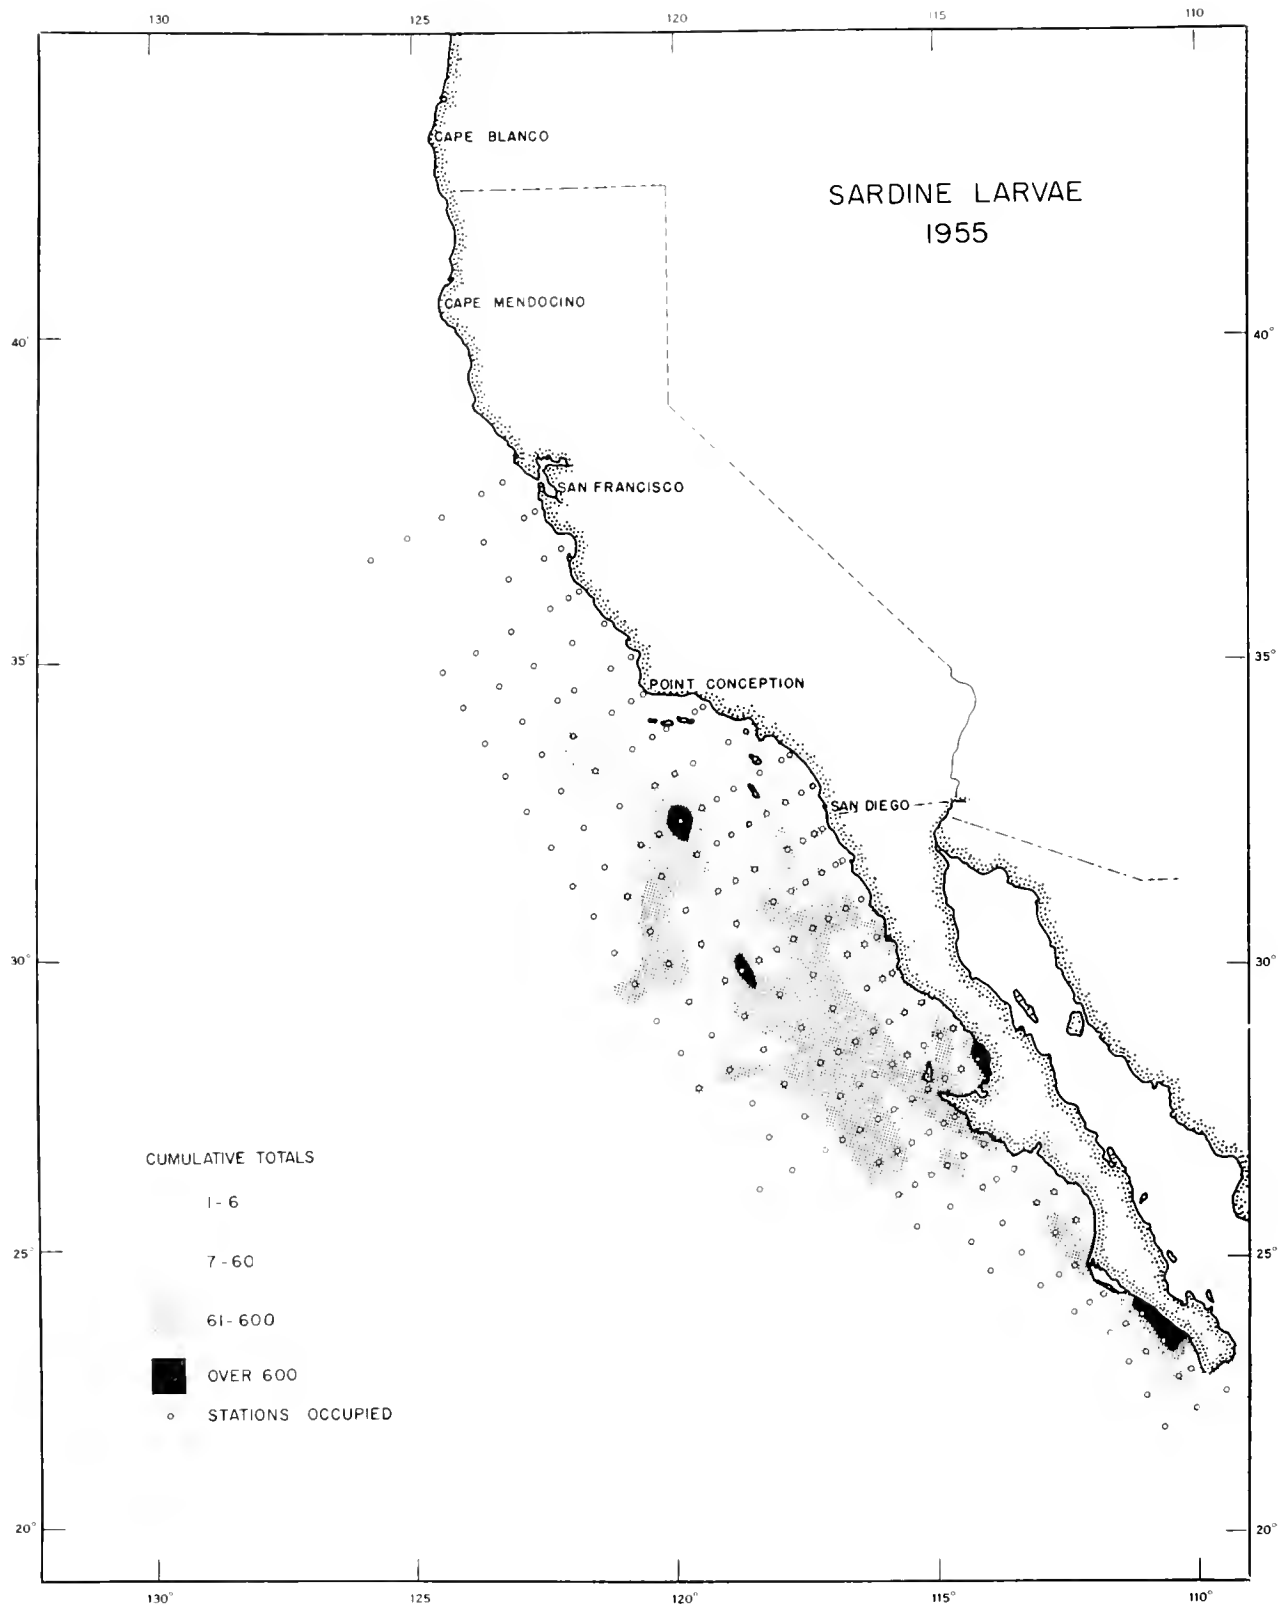 130 125 120 115 110
CAPE BLANCO
SARDINE LARVAE
1955
CAPE MENDOCINO
40° 40°
SAN FRANCISCO
35° 35°
POINT CONCEPTION
SAN DIEGO
30° 30°
CUMULATIVE TOTALS
1-6
7-60
25° 25°
61-600
OVER 600
STATIONS OCCUPIED
20° 20°
130° 125° 120° 115° 110°